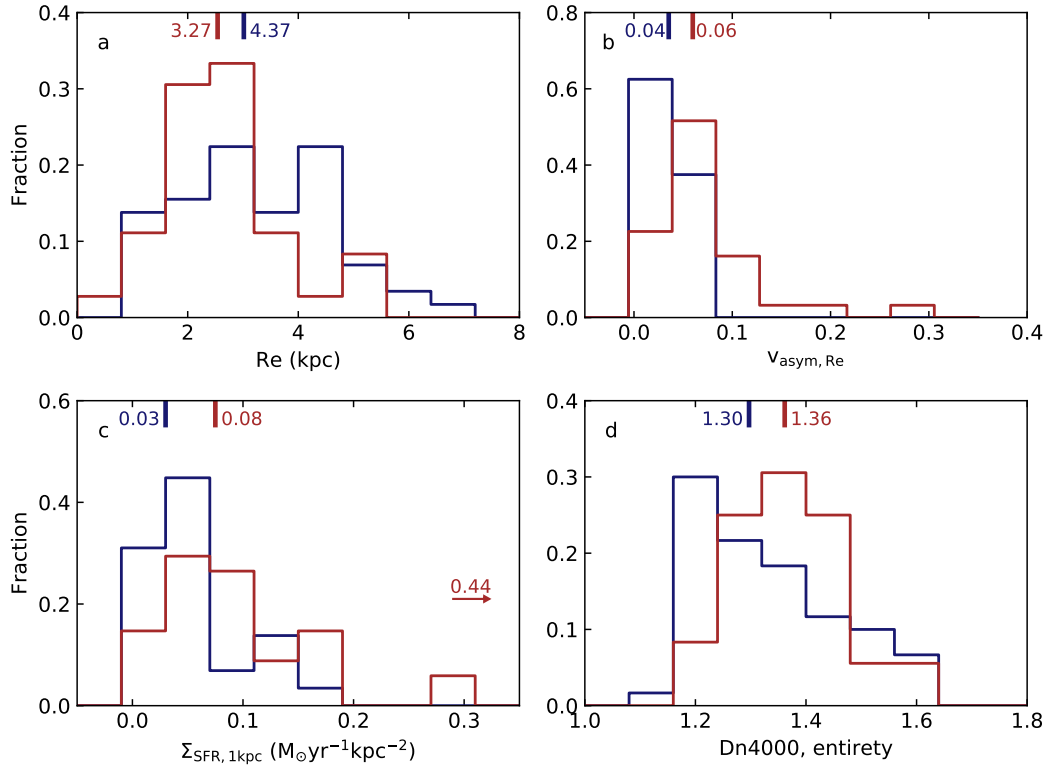 a
3.27 4.37
0.4
0.3
0.2
0.1
0.0
Fraction
0 2 4 6 8
Re (kpc)
b
0.04 0.06
0.8
0.6
0.4
0.2
0.0
0.0 0.1 0.2 0.3 0.4
v_asym, Re
c
0.03 0.08
0.44
0.6
0.4
0.2
0.0
Fraction
0.0 0.1 0.2 0.3
Σ_SFR, 1kpc (M⊙yr⁻¹kpc⁻²)
d
1.30 1.36
0.4
0.3
0.2
0.1
0.0
1.0 1.2 1.4 1.6 1.8
Dn4000, entirety